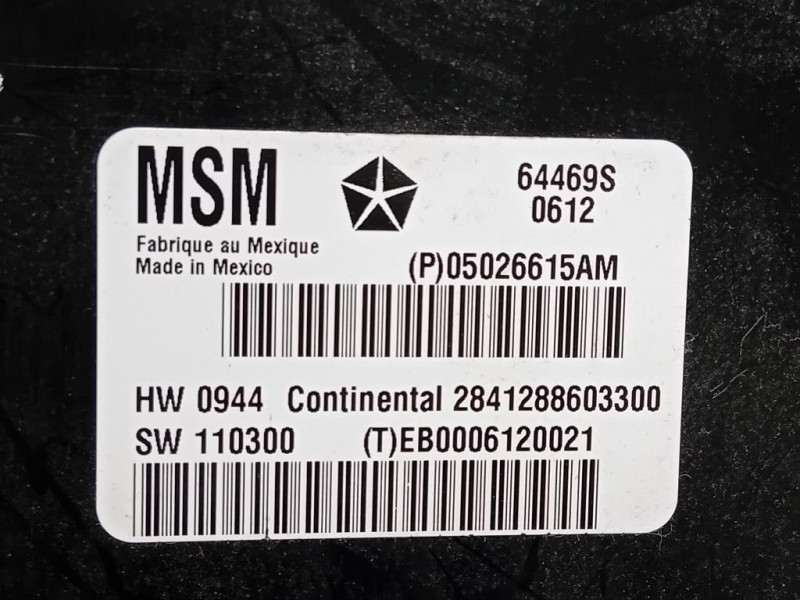 MSM
64469S
0612
Fabrique au Mexique
Made in Mexico
(P)05026615AM
HW 0944 Continental 2841288603300
SW 110300 (T)EB0006120021